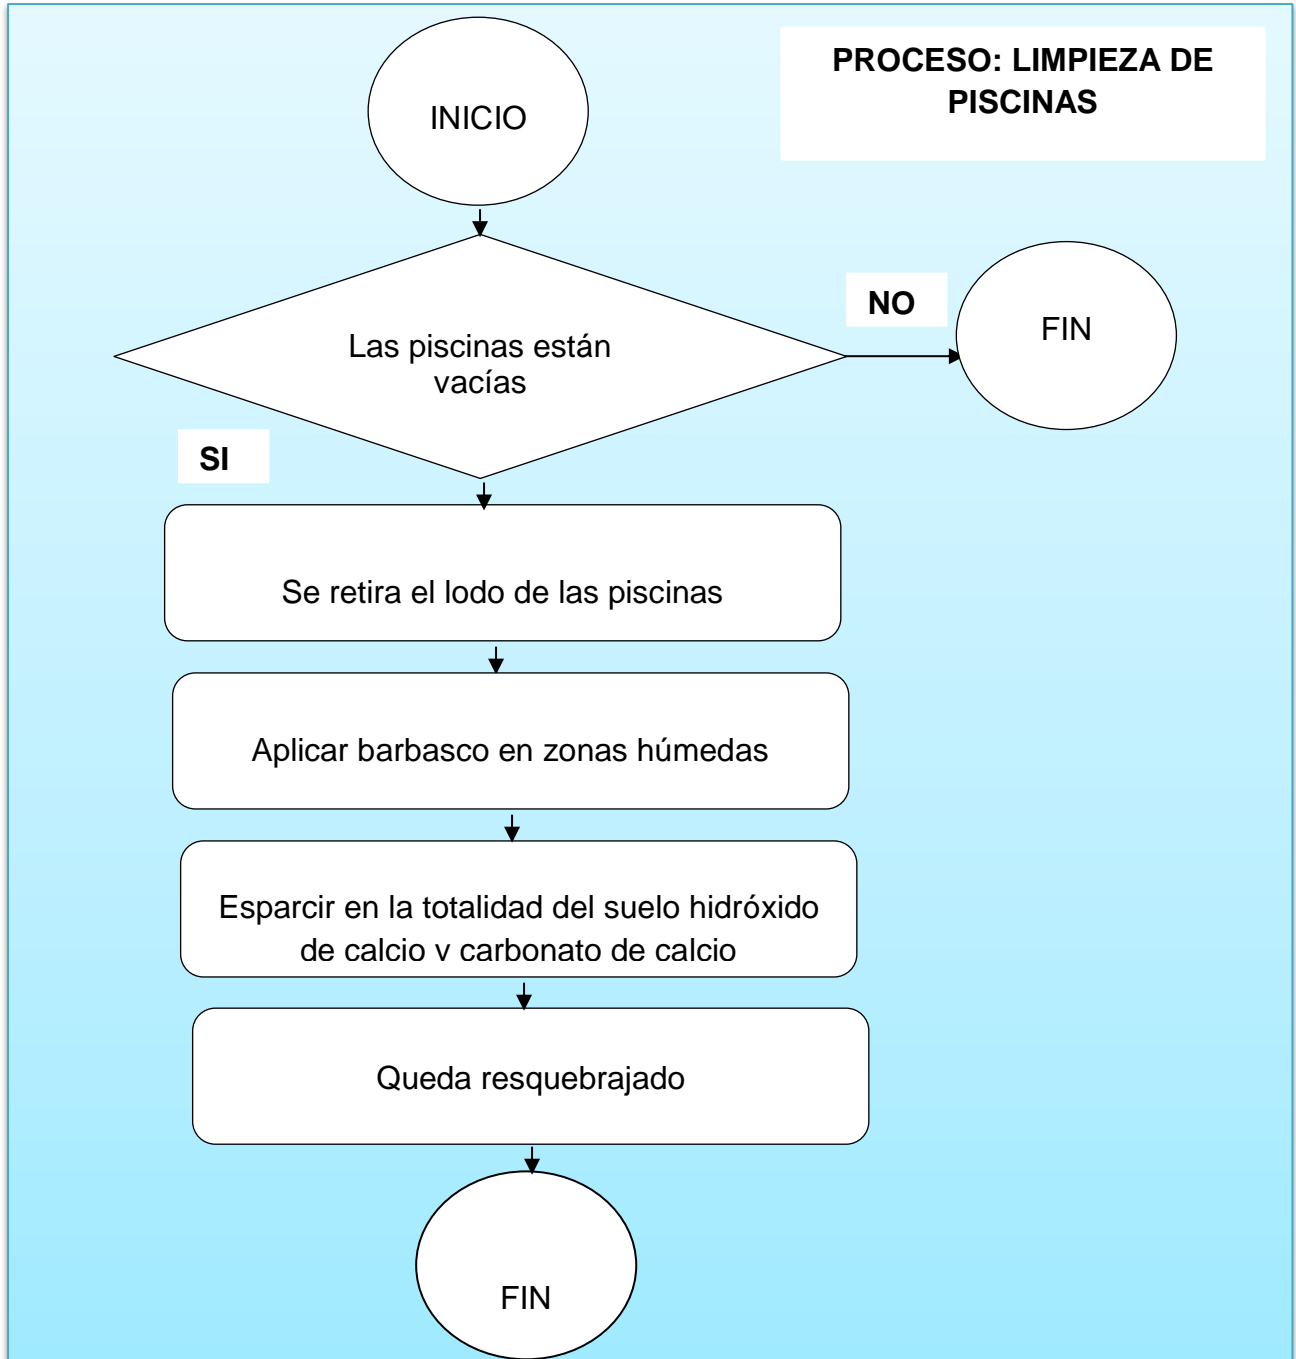 PROCESO: LIMPIEZA DE
PISCINAS
INICIO
Las piscinas están
vacías
NO
FIN
SI
Se retira el lodo de las piscinas
Aplicar barbasco en zonas húmedas
Esparcir en la totalidad del suelo hidróxido
de calcio y carbonato de calcio
Queda resquebrajado
FIN